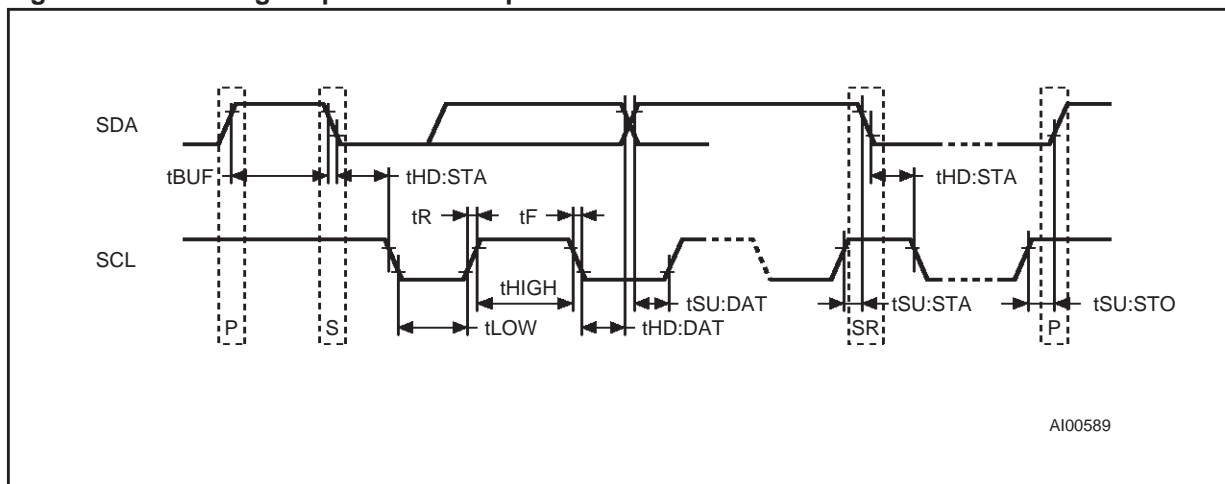 SDA
tBUF
tHD:STA
tHD:STA
tR
tF
SCL
tHIGH
tSU:DAT
tSU:STA
tSU:STO
P
S
tLOW
tHD:DAT
SR
P
AI00589